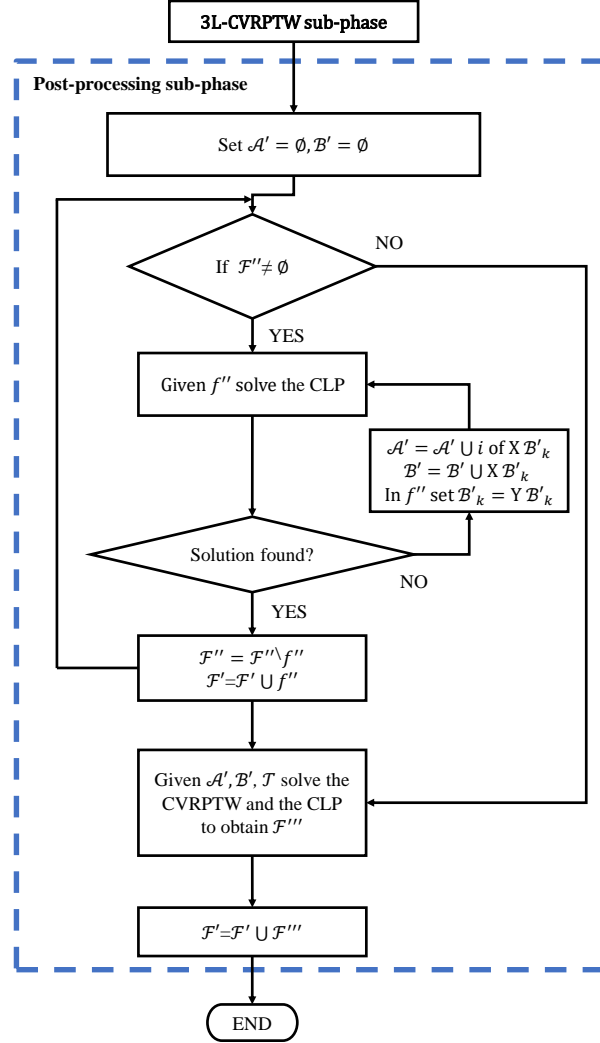 3L-CVRPTW sub-phase
Post-processing sub-phase
Set 𝒜′ = ∅, ℬ′ = ∅
If ℱ′′ ≠ ∅
NO
YES
Given f′′ solve the CLP
𝒜′ = 𝒜′ ∪ i of X ℬ′ₖ
ℬ′ = ℬ′ ∪ X ℬ′ₖ
In f′′ set ℬ′ₖ = Y ℬ′ₖ
Solution found?
NO
YES
ℱ′′ = ℱ′′\f′′
ℱ′=ℱ′ ∪ f′′
Given 𝒜′, ℬ′, 𝒯 solve the
CVRPTW and the CLP
to obtain ℱ′′′
ℱ′=ℱ′ ∪ ℱ′′′
END